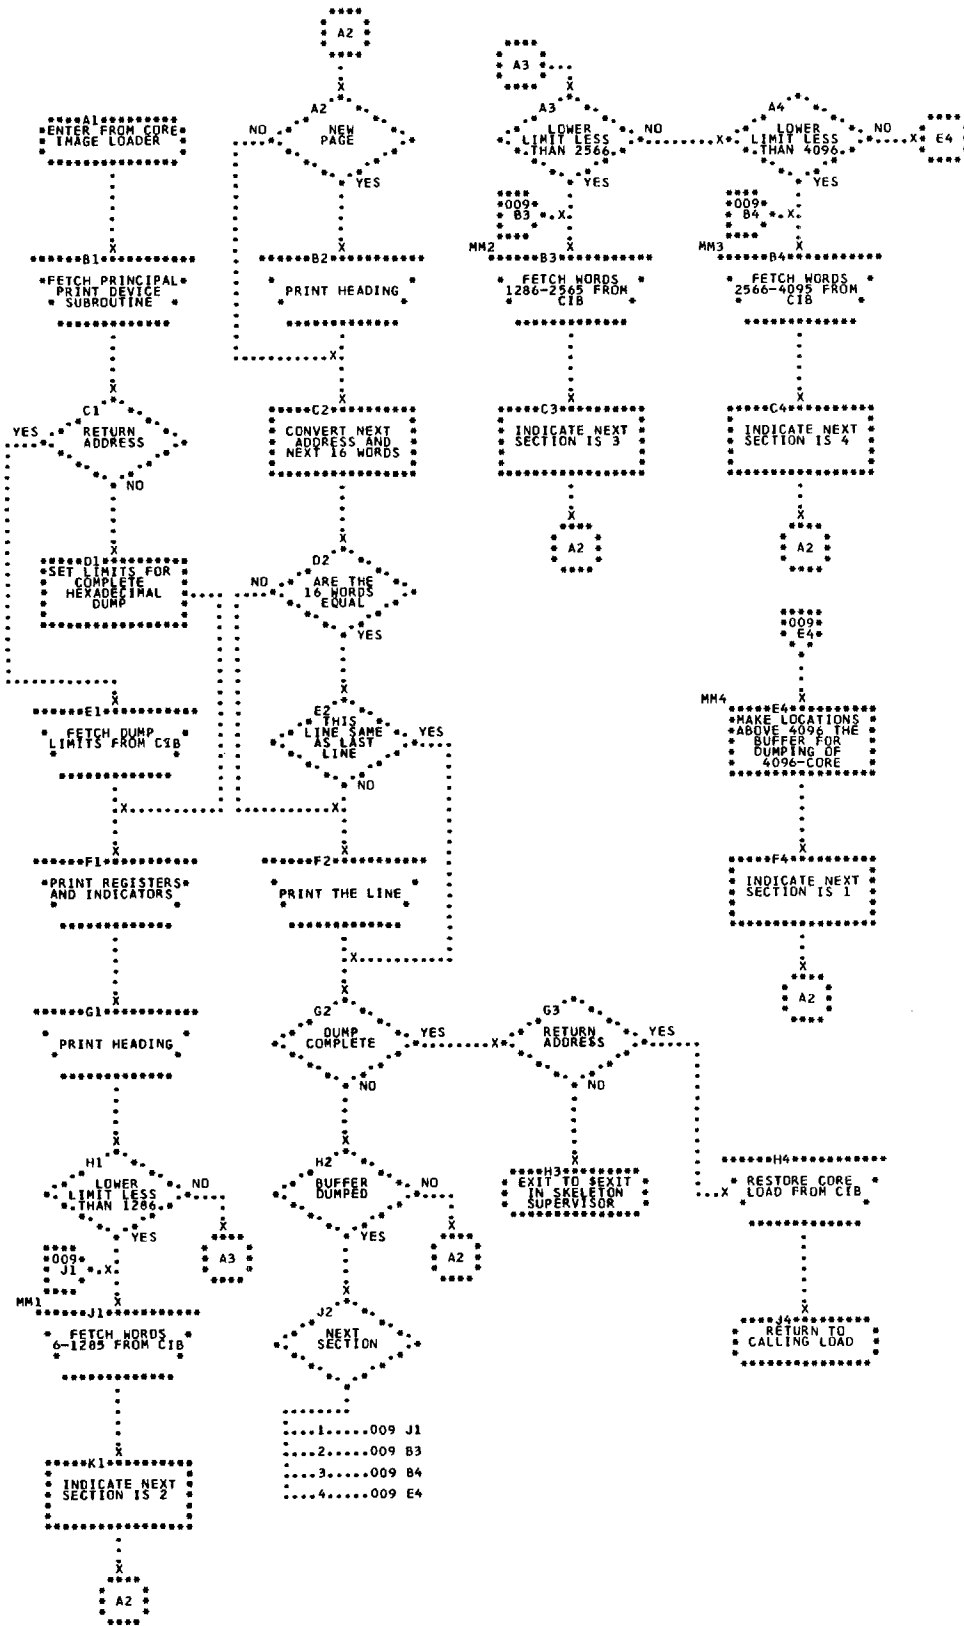 A1
ENTER FROM CORE
IMAGE LOADER
B1
FETCH PRINCIPAL
PRINT DEVICE
SUBROUTINE
C1
RETURN
ADDRESS
YES
NO
D1
SET LIMITS FOR
COMPLETE
HEXADECIMAL
DUMP
E1
FETCH DUMP
LIMITS FROM CIB
F1
PRINT REGISTERS
AND INDICATORS
G1
PRINT HEADING
H1
LOWER
LIMIT LESS
THAN 1286
NO
YES
A3
009
J1
MM1
J1
FETCH WORDS
6-1285 FROM CIB
K1
INDICATE NEXT
SECTION IS 2
A2
A2
A2
NEW
PAGE
NO
YES
B2
PRINT HEADING
C2
CONVERT NEXT
ADDRESS AND
NEXT 16 WORDS
D2
ARE THE
16 WORDS
EQUAL
NO
YES
E2
THIS
LINE SAME
AS LAST
LINE
YES
NO
F2
PRINT THE LINE
G2
DUMP
COMPLETE
YES
NO
H2
BUFFER
DUMPED
NO
YES
A2
J2
NEXT
SECTION
1 009 J1
2 009 B3
3 009 B4
4 009 E4
A3
A3
LOWER
LIMIT LESS
THAN 2566
NO
YES
009
B3
MM2
B3
FETCH WORDS
1286-2565 FROM
CIB
C3
INDICATE NEXT
SECTION IS 3
A2
G3
RETURN
ADDRESS
YES
NO
H3
EXIT TO $EXIT
IN SKELETON
SUPERVISOR
A4
LOWER
LIMIT LESS
THAN 4096
NO
E4
YES
009
B4
MM3
B4
FETCH WORDS
2566-4095 FROM
CIB
C4
INDICATE NEXT
SECTION IS 4
A2
009
E4
MM4
E4
MAKE LOCATIONS
ABOVE 4096 THE
BUFFER FOR
DUMPING OF
4096-CORE
F4
INDICATE NEXT
SECTION IS 1
A2
H4
RESTORE CORE
LOAD FROM CIB
J4
RETURN TO
CALLING LOAD